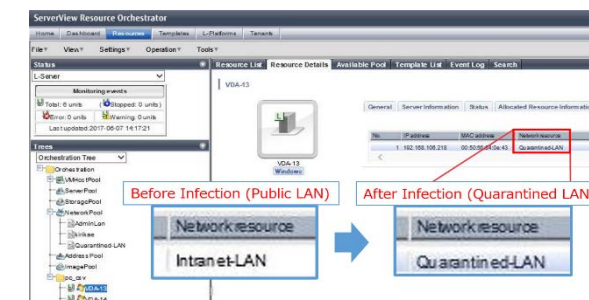 ServerView Resource Orchestrator
Home Dashboard Resources Templates L-Platforms Tenants
File View Settings Operation Tools
Status
L-Server
Monitoring events
Total: 6 units (Stopped: 0 units)
Error: 0 units Warning: 0 units
Last updated:2017-06-07 14:17:21
Trees
Orchestration Tree
Orchestration
VMHostPool
ServerPool
StoragePool
NetworkPool
AdminLan
Quarantined-LAN
AddressPool
ImagePool
VDA-13
VDA-14
Resource List Resource Details Available Pool Template List Event Log Search
VDA-13
VDA-13
Windows
General Server Information Status Allocated Resource Informati
No. IP address MAC address Network resource
1 Quarantined-LAN
Before Infection (Public LAN)
Network resource
Intranet-LAN
After Infection (Quarantined LAN
Network resource
Quarantined-LAN